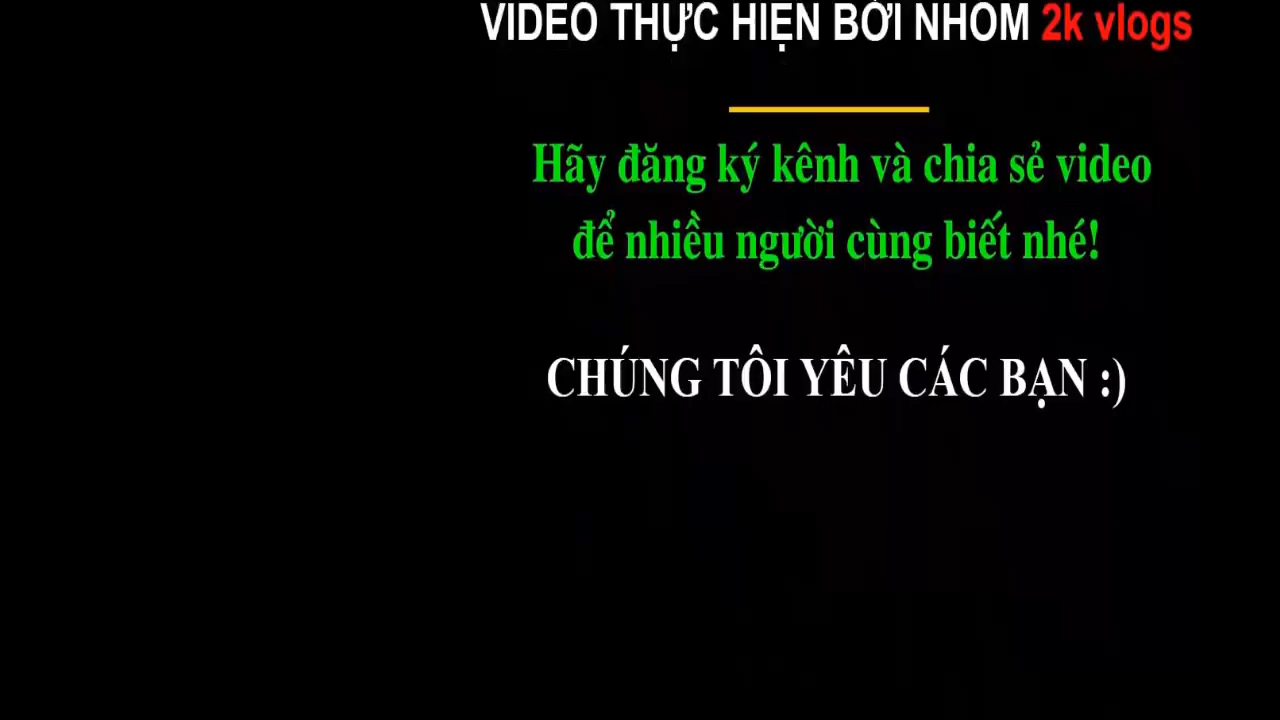 VIDEO THỰC HIỆN BỞI NHÓM 2k vlogs
Hãy đăng ký kênh và chia sẻ video
để nhiều người cùng biết nhé!
CHÚNG TÔI YÊU CÁC BẠN :)